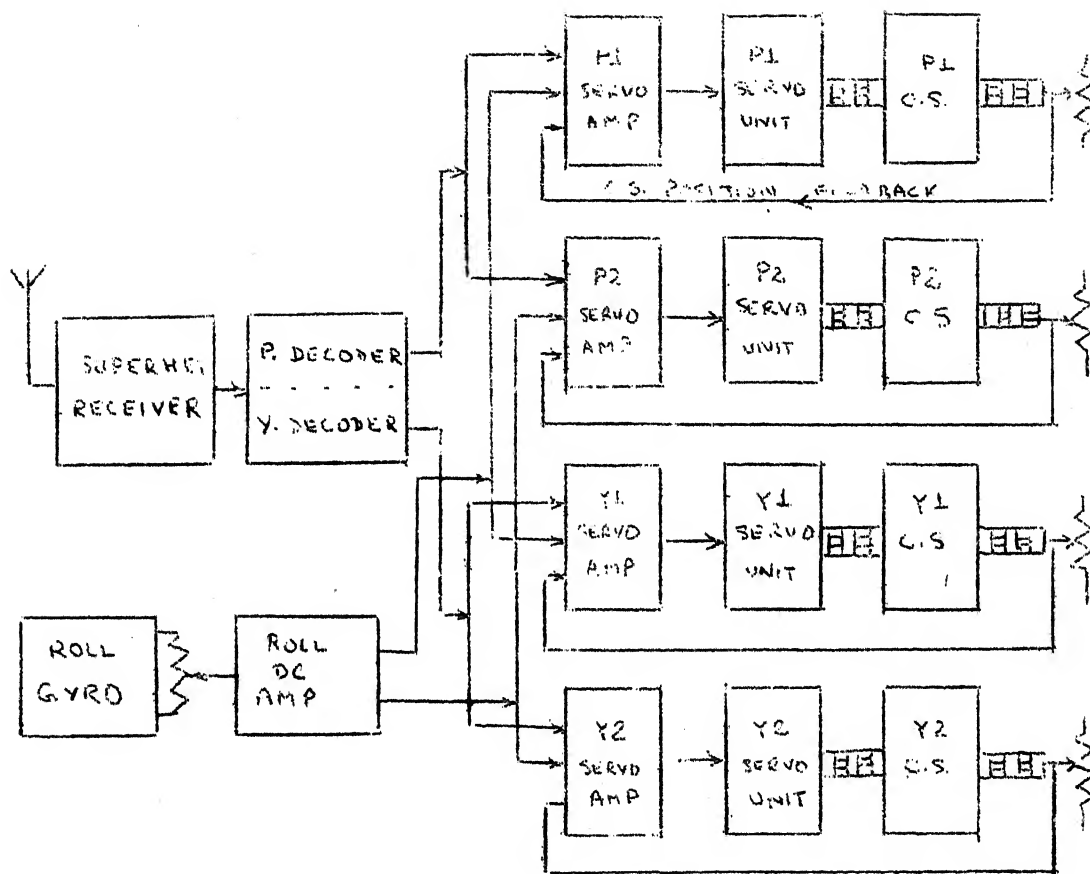 P1
SERVO
AMP
P1
SERVO
UNIT
P1
C.S.
C.S. POSITION FEEDBACK
P2
SERVO
AMP
P2
SERVO
UNIT
P2
C S
SUPERHET
RECEIVER
P. DECODER
Y. DECODER
Y1
SERVO
AMP
Y1
SERVO
UNIT
Y1
C.S
ROLL
GYRO
ROLL
DC
AMP
Y2
SERVO
AMP
Y2
SERVO
UNIT
Y2
C.S.